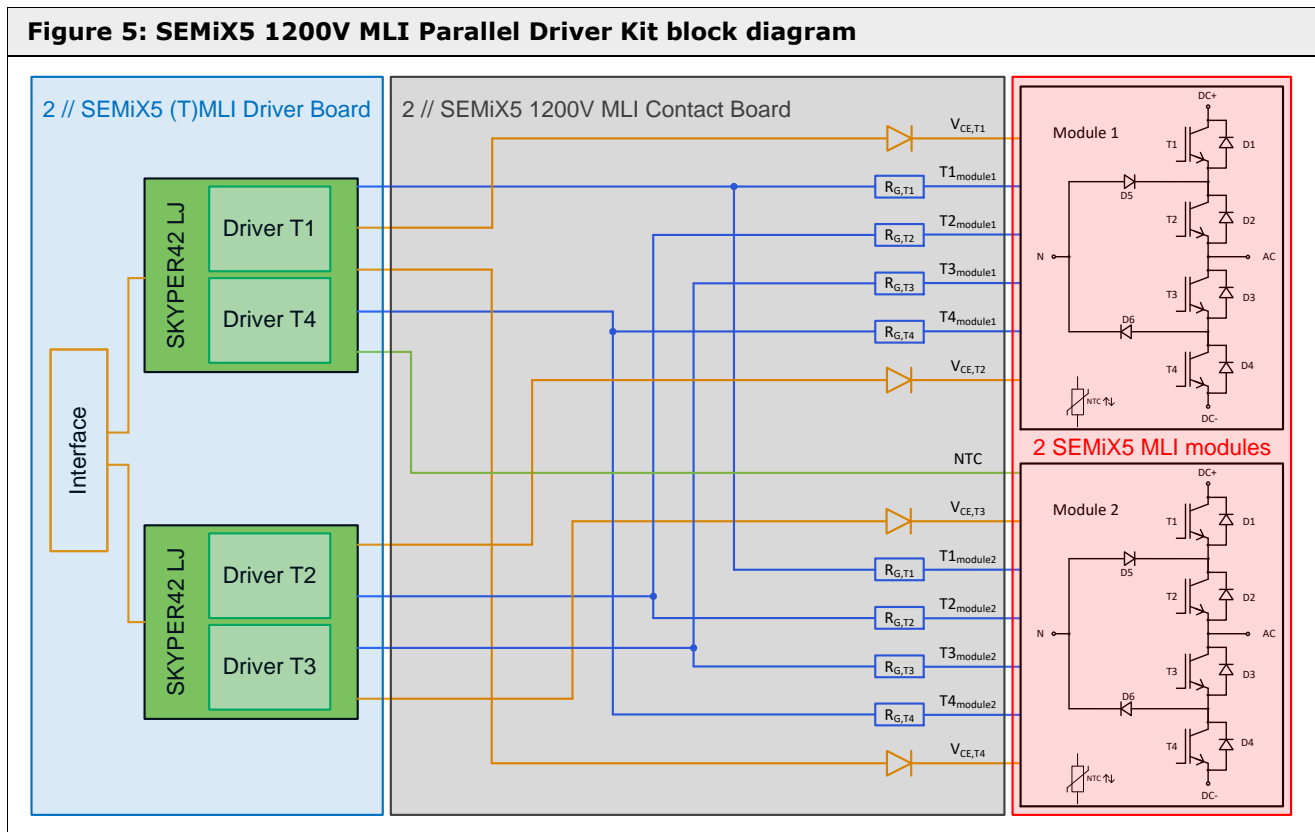 Figure 5: SEMiX5 1200V MLI Parallel Driver Kit block diagram
2 // SEMiX5 (T)MLI Driver Board
Interface
SKYPER42 LJ
Driver T1
Driver T4
SKYPER42 LJ
Driver T2
Driver T3
2 // SEMiX5 1200V MLI Contact Board
VCE,T1
RG,T1 T1module1
RG,T2 T2module1
RG,T3 T3module1
RG,T4 T4module1
VCE,T2
NTC
VCE,T3
RG,T1 T1module2
RG,T2 T2module2
RG,T3 T3module2
RG,T4 T4module2
VCE,T4
DC+
Module 1
T1 D1
D5
T2 D2
N AC
T3 D3
D6
T4 D4
NTC ↑↓
DC-
2 SEMiX5 MLI modules
DC+
Module 2
T1 D1
D5
T2 D2
N AC
T3 D3
D6
T4 D4
NTC ↑↓
DC-